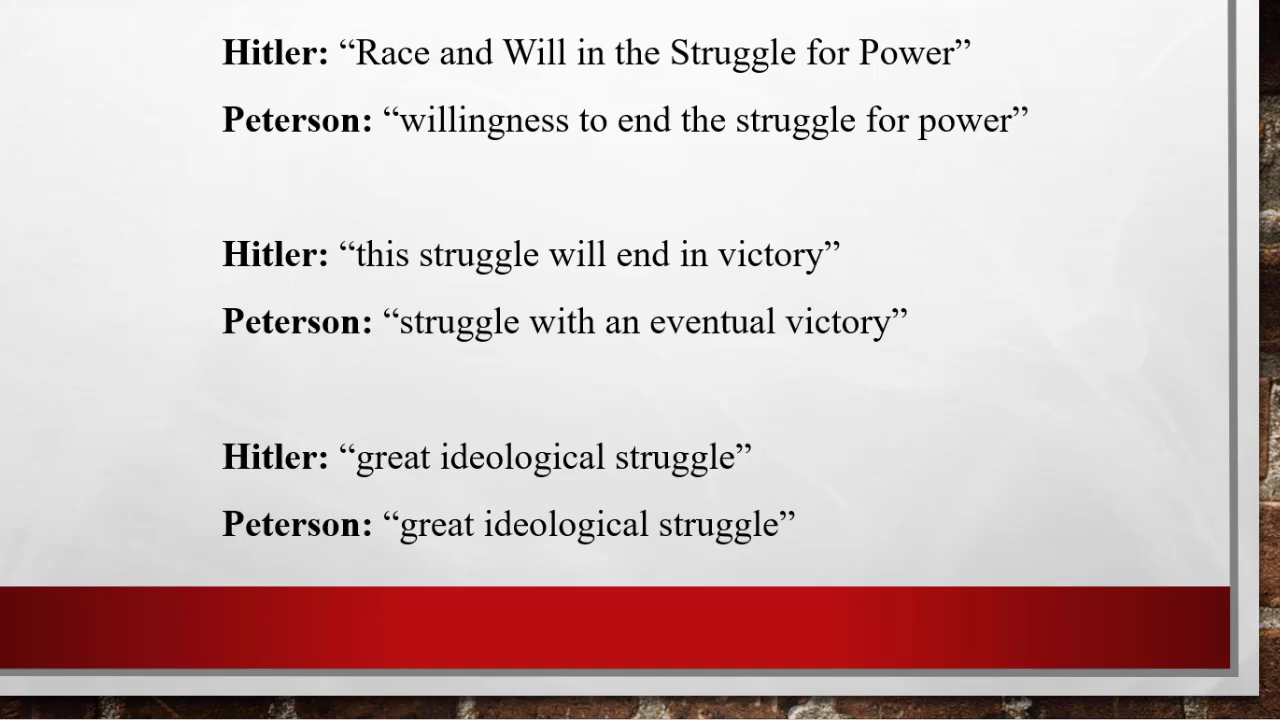 Hitler: “Race and Will in the Struggle for Power”
Peterson: “willingness to end the struggle for power”
Hitler: “this struggle will end in victory”
Peterson: “struggle with an eventual victory”
Hitler: “great ideological struggle”
Peterson: “great ideological struggle”